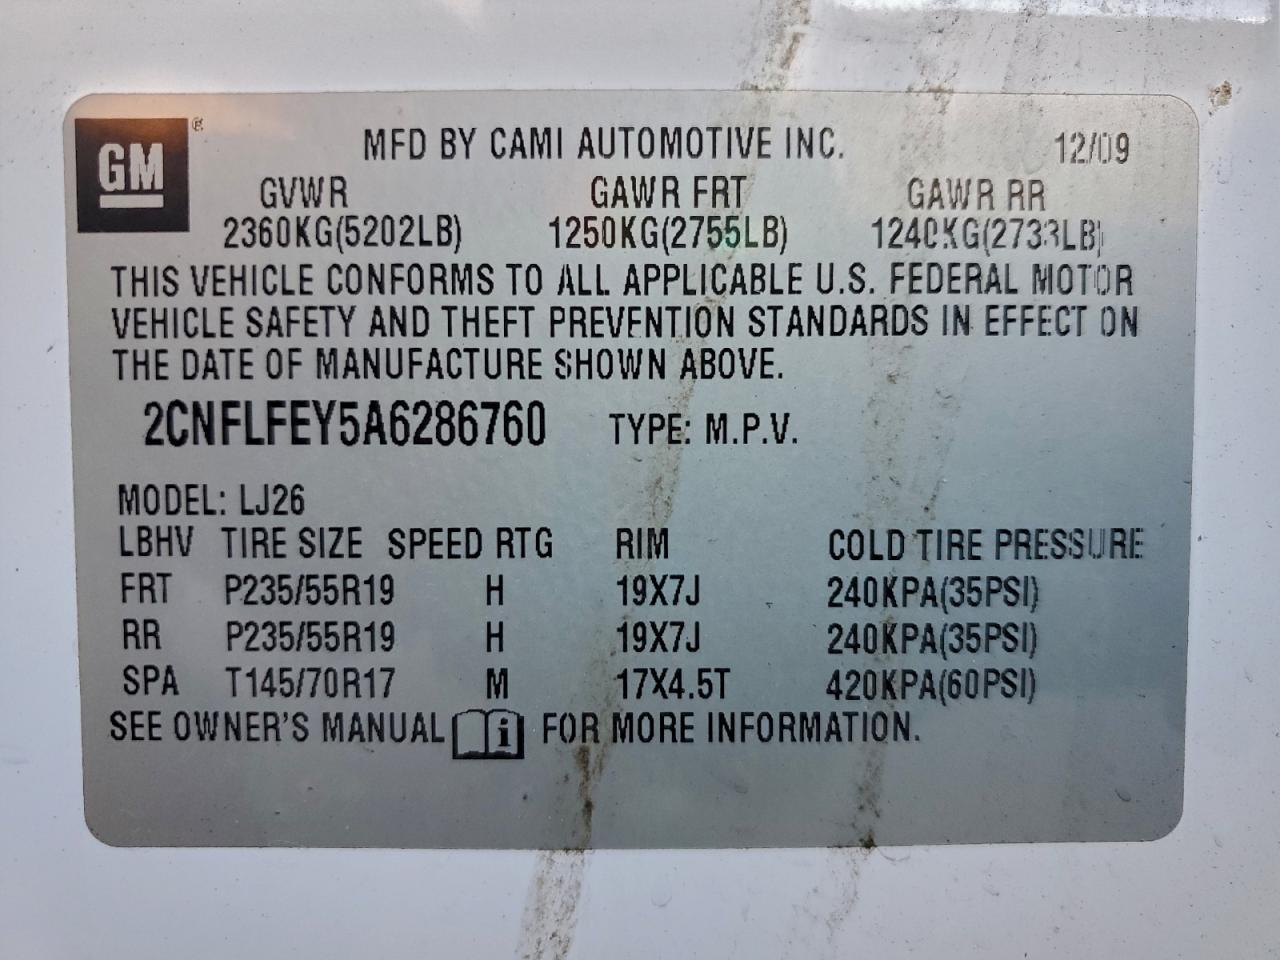 GM ® MFD BY CAMI AUTOMOTIVE INC. 12/09
GVWR GAWR FRT GAWR RR
2360KG(5202LB) 1250KG(2755LB) 1240KG(2733LB)
THIS VEHICLE CONFORMS TO ALL APPLICABLE U.S. FEDERAL MOTOR
VEHICLE SAFETY AND THEFT PREVENTION STANDARDS IN EFFECT ON
THE DATE OF MANUFACTURE SHOWN ABOVE.
2CNFLFEY5A6286760 TYPE: M.P.V.
MODEL: LJ26
LBHV TIRE SIZE SPEED RTG RIM COLD TIRE PRESSURE
FRT P235/55R19 H 19X7J 240KPA(35PSI)
RR P235/55R19 H 19X7J 240KPA(35PSI)
SPA T145/70R17 M 17X4.5T 420KPA(60PSI)
SEE OWNER'S MANUAL i FOR MORE INFORMATION.